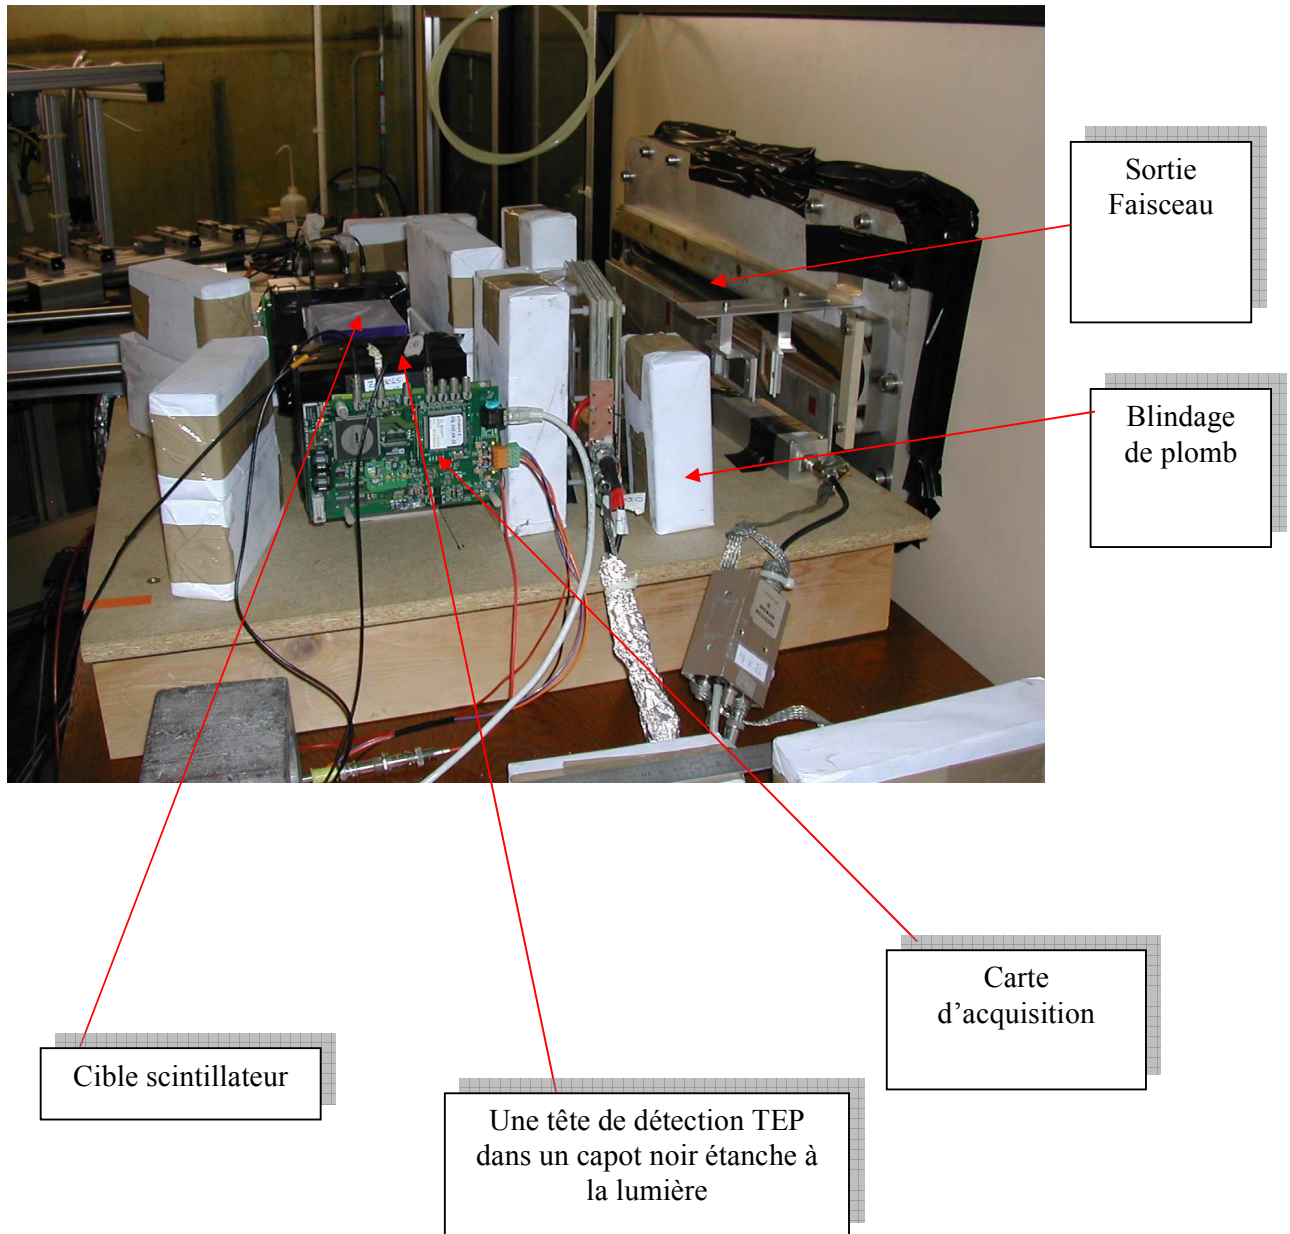 Sortie
Faisceau
Blindage
de plomb
Carte
d’acquisition
Cible scintillateur
Une tête de détection TEP
dans un capot noir étanche à
la lumière